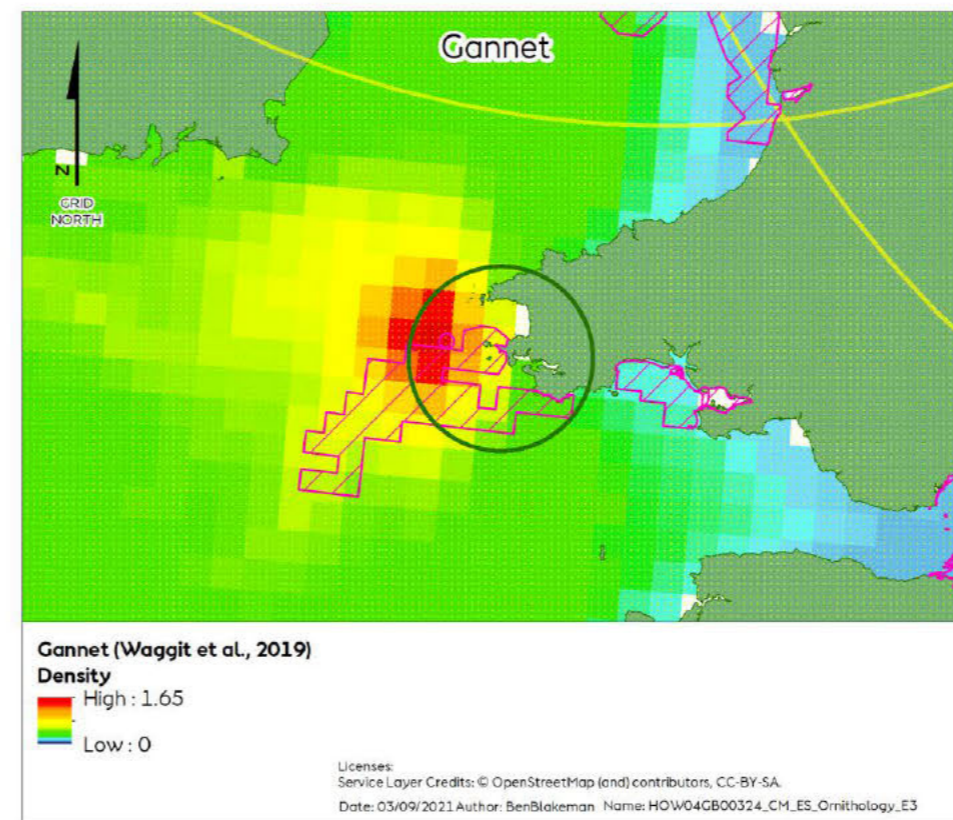 Gannet
N
GRID
NORTH
Gannet (Waggit et al., 2019)
Density
High : 1.65
Low : 0
Licenses:
Service Layer Credits: © OpenStreetMap (and) contributors, CC-BY-SA.
Date: 03/09/2021 Author: BenBlakeman Name: HOW04GB00324_CM_ES_Ornithology_E3